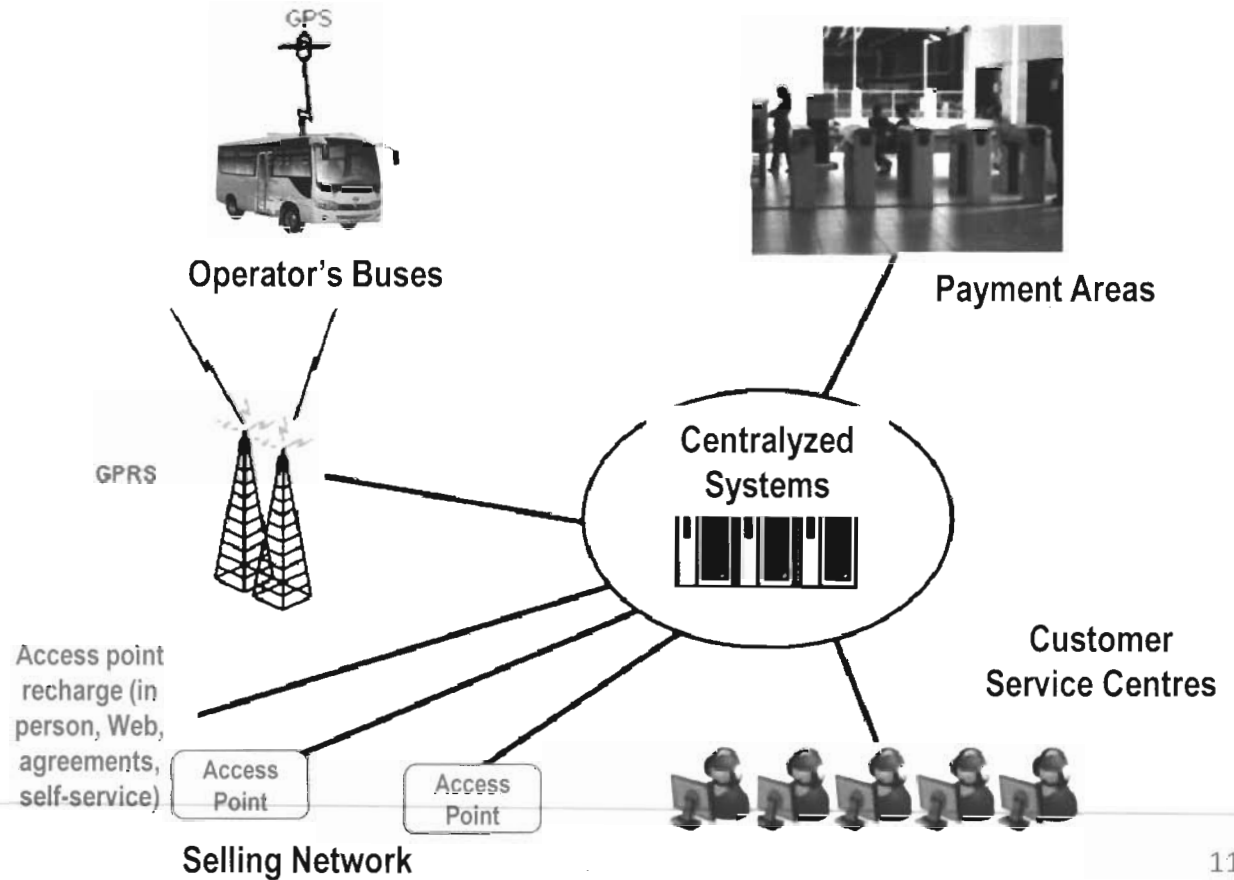 GPS
Operator's Buses
Payment Areas
GPRS
Centralyzed
Systems
Access point
recharge (in
person, Web,
agreements,
self-service)
Access
Point
Access
Point
Selling Network
Customer
Service Centres
11